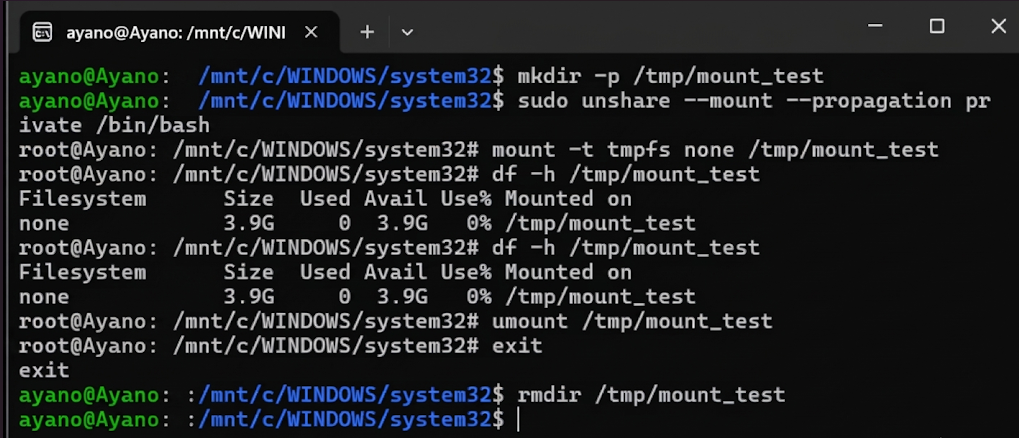 ayano@Ayano: /mnt/c/WINI
ayano@Ayano:  /mnt/c/WINDOWS/system32$ mkdir -p /tmp/mount_test
ayano@Ayano:  /mnt/c/WINDOWS/system32$ sudo unshare --mount --propagation pr
ivate /bin/bash
root@Ayano: /mnt/c/WINDOWS/system32# mount -t tmpfs none /tmp/mount_test
root@Ayano: /mnt/c/WINDOWS/system32# df -h /tmp/mount_test
Filesystem      Size  Used Avail Use% Mounted on
none            3.9G     0  3.9G   0% /tmp/mount_test
root@Ayano: /mnt/c/WINDOWS/system32# df -h /tmp/mount_test
Filesystem      Size  Used Avail Use% Mounted on
none            3.9G     0  3.9G   0% /tmp/mount_test
root@Ayano: /mnt/c/WINDOWS/system32# umount /tmp/mount_test
root@Ayano: /mnt/c/WINDOWS/system32# exit
exit
ayano@Ayano: :/mnt/c/WINDOWS/system32$ rmdir /tmp/mount_test
ayano@Ayano: :/mnt/c/WINDOWS/system32$